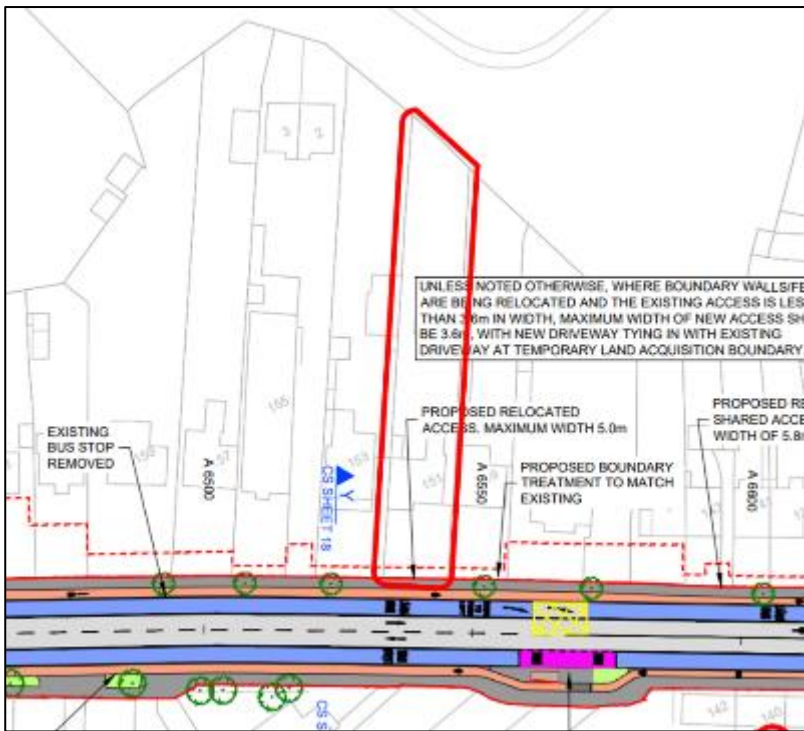 3
2
UNLESS NOTED OTHERWISE, WHERE BOUNDARY WALLS/FE
ARE BEING RELOCATED AND THE EXISTING ACCESS IS LES
THAN 3.6m IN WIDTH, MAXIMUM WIDTH OF NEW ACCESS SH
BE 3.6m, WITH NEW DRIVEWAY TYING IN WITH EXISTING
DRIVEWAY AT TEMPORARY LAND ACQUISITION BOUNDARY
155
PROPOSED RELOCATED
ACCESS. MAXIMUM WIDTH 5.0m
PROPOSED RE
SHARED ACCE
WIDTH OF 5.8
EXISTING
BUS STOP
REMOVED
153
151
A 6500
Y
CS SHEET 18
A 6550
PROPOSED BOUNDARY
TREATMENT TO MATCH
EXISTING
A 6600
CS S
142
140